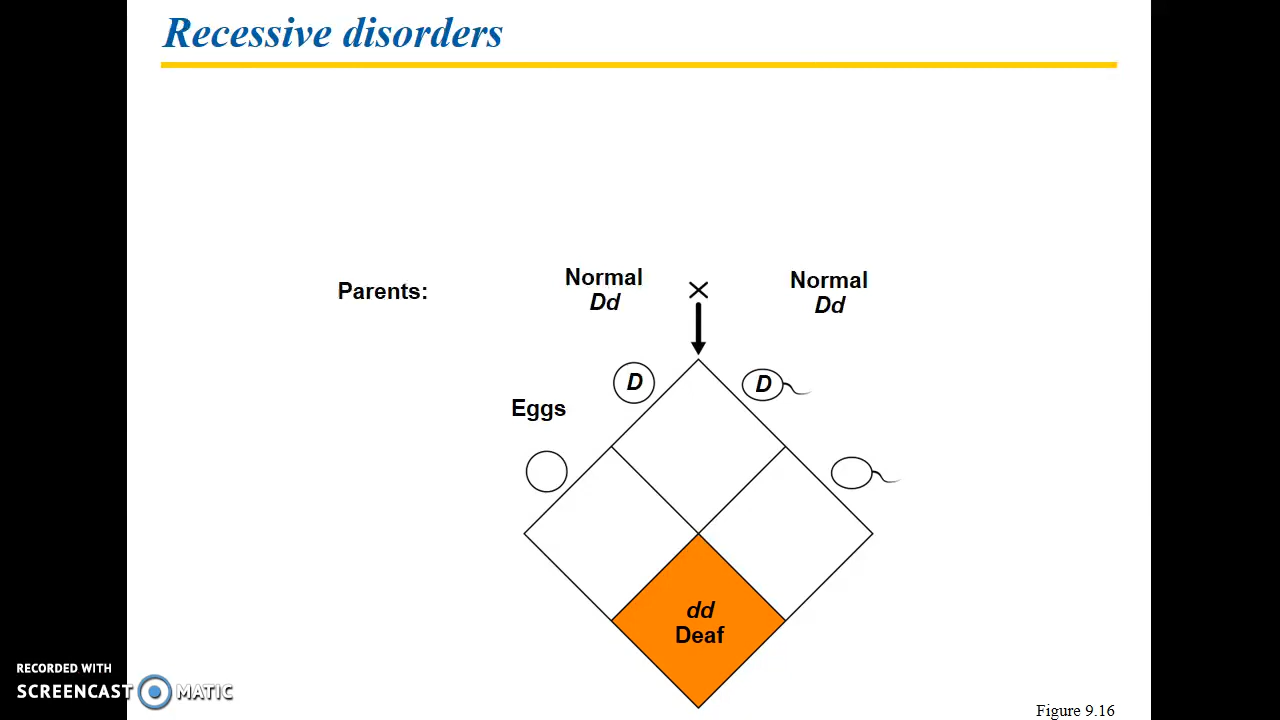 Recessive disorders
Parents:
Normal
Dd
×
Normal
Dd
D
D
Eggs
dd
Deaf
RECORDED WITH
SCREENCAST MATIC
Figure 9.16